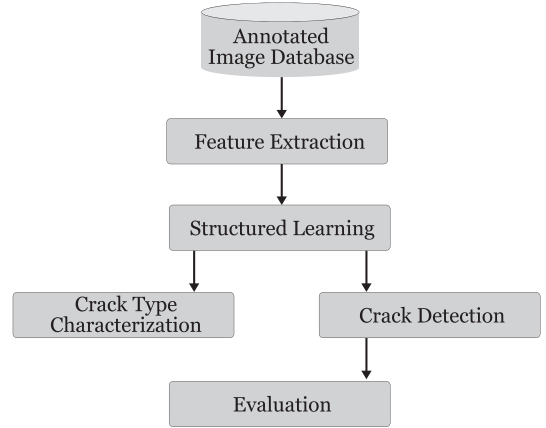 Annotated
Image Database
Feature Extraction
Structured Learning
Crack Type
Characterization
Crack Detection
Evaluation